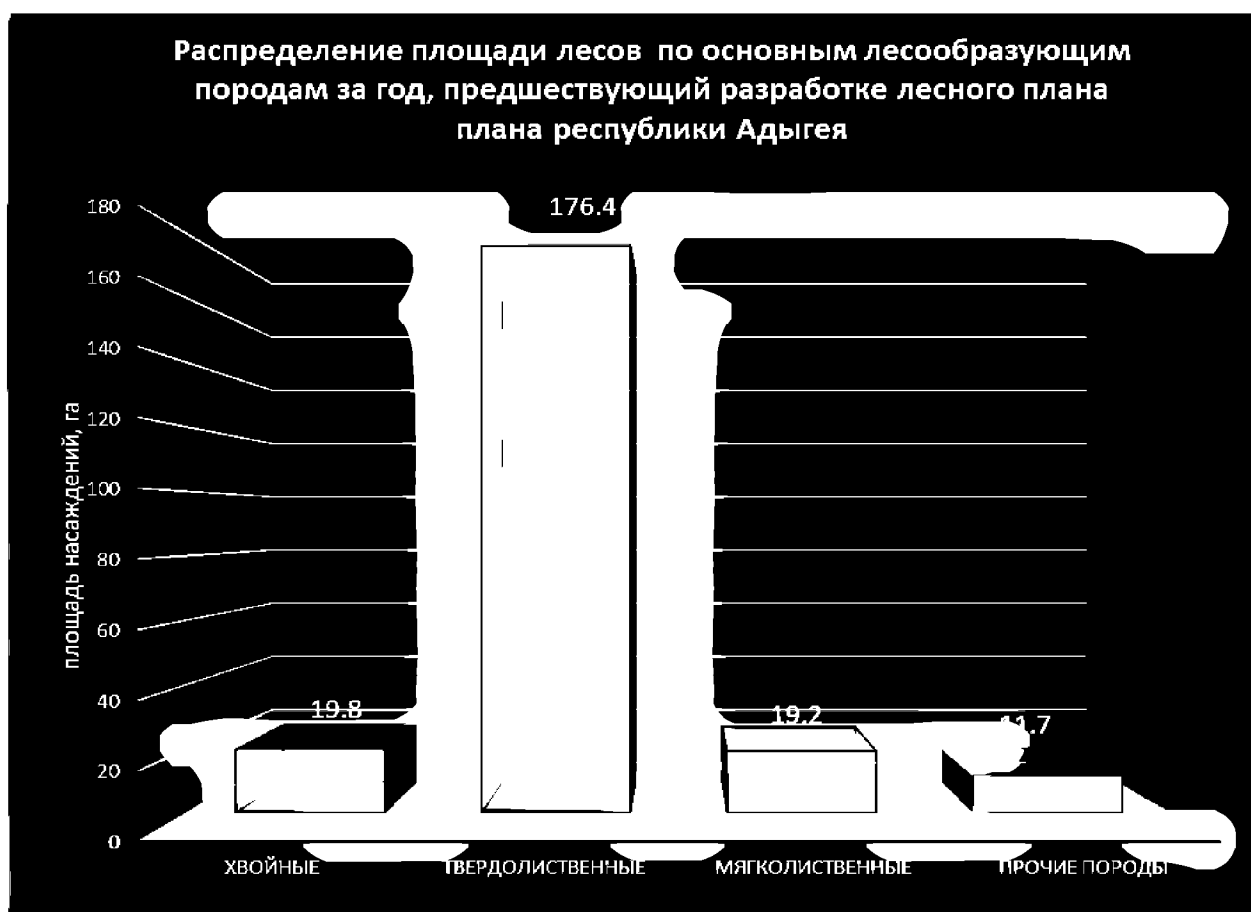 Распределение площади лесов по основным лесообразующим
породам за год, предшествующий разработке лесного плана
плана республики Адыгея
176.4
180
160
140
120
100
80
60
40
20
0
площадь насаждений, га
19.8
19.2
11.7
ХВОЙНЫЕ
ТВЕРДОЛИСТВЕННЫЕ
МЯГКОЛИСТВЕННЫЕ
ПРОЧИЕ ПОРОДЫ